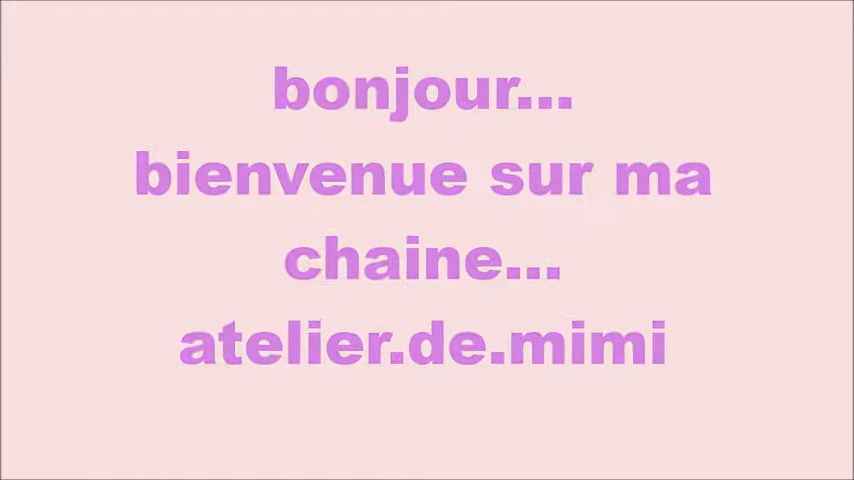 bonjour...
bienvenue sur ma
chaine...
atelier.de.mimi